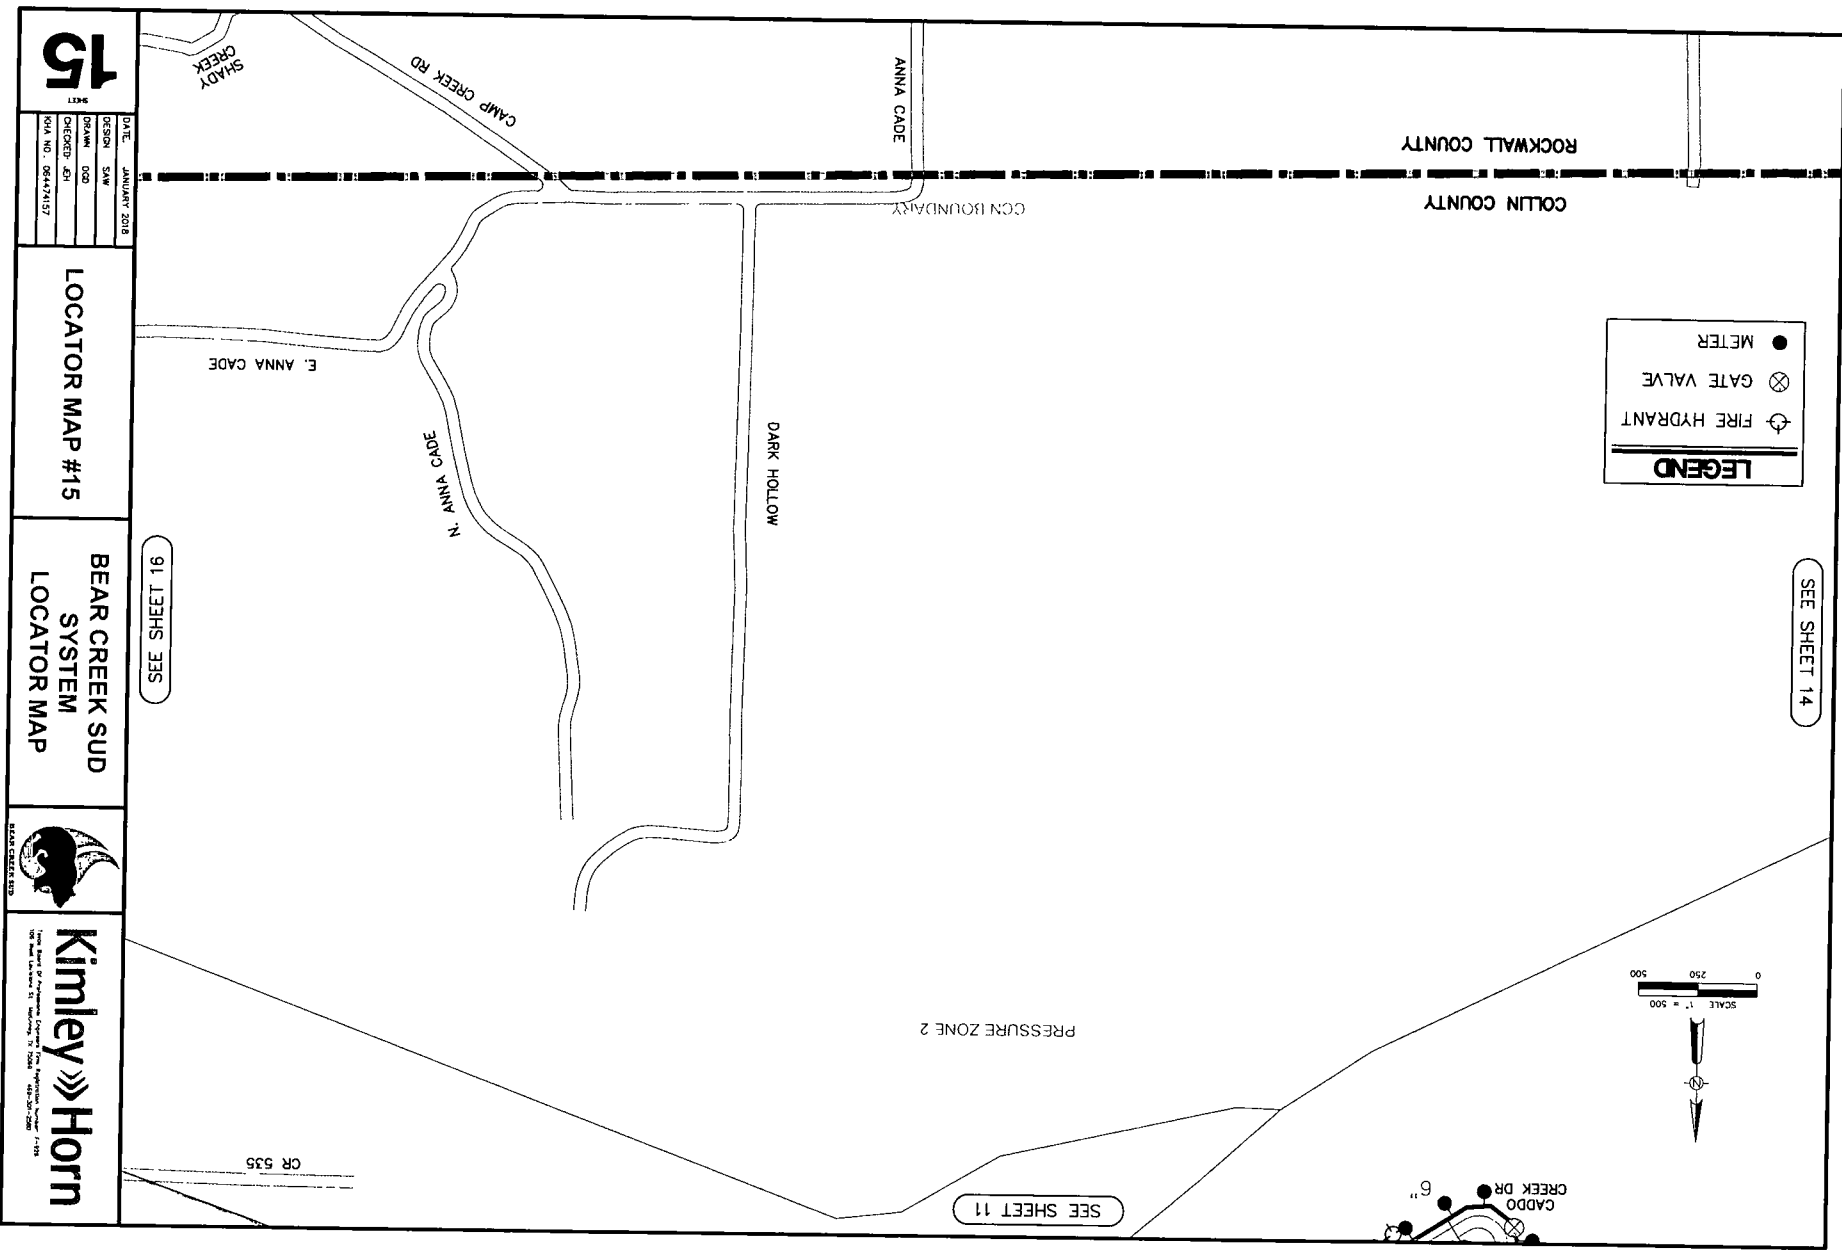 SEE SHEET 11
CADDO
CREEK DR
6"
CR 535
PRESSURE ZONE 2
SCALE 1" = 500
0 250 500
N
SEE SHEET 14
SEE SHEET 16
LEGEND
FIRE HYDRANT
GATE VALVE
METER
DARK HOLLOW
N. ANNA CADE
E. ANNA CADE
CCN BOUNDARY
COLLIN COUNTY
ROCKWALL COUNTY
ANNA CADE
CAMP CREEK RD
SHADY
CREEK
Kimley»Horn
BEAR CREEK SUD
BEAR CREEK SUD
SYSTEM
LOCATOR MAP
LOCATOR MAP #15
DATE: JANUARY 2018
DESIGN SAW
DRAWN DGD
CHECKED: JEH
KHA NO. 064474157
SHEET
15